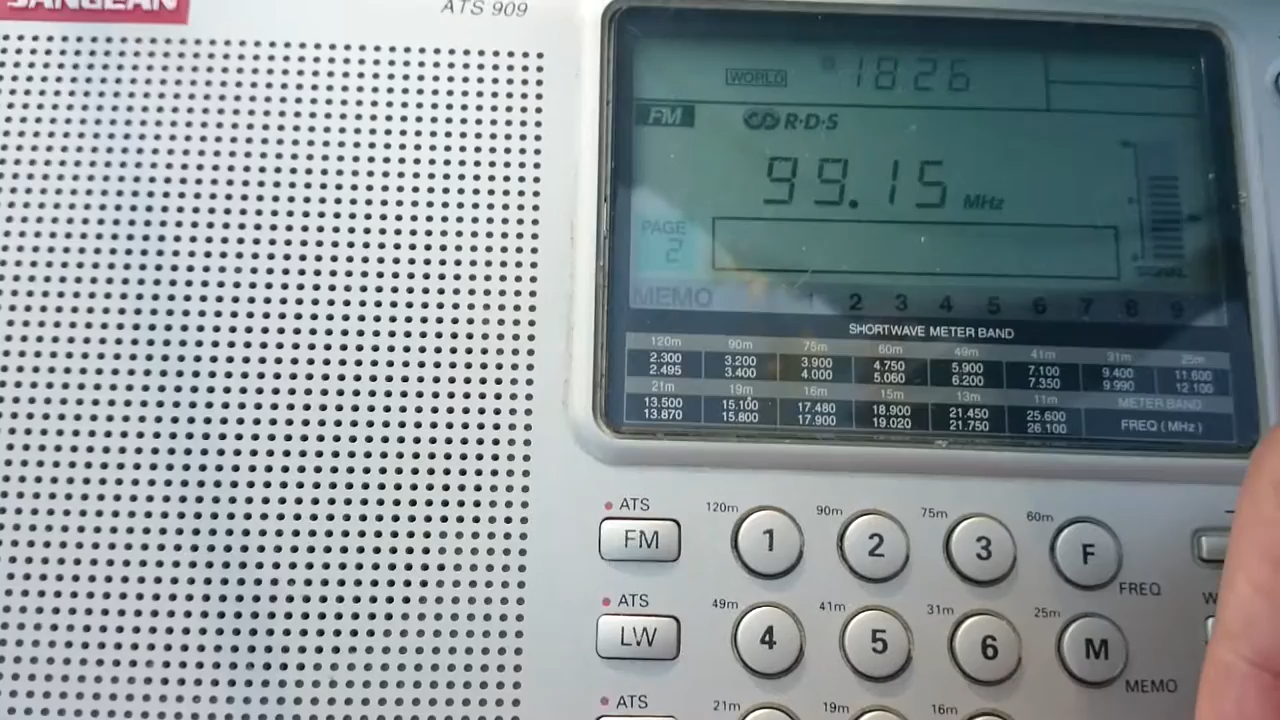 SANGEAN
ATS 909
WORLD 18:26
FM R·D·S
99.15 MHz
PAGE
2
SIGNAL
MEMO 1 2 3 4 5 6 7 8 9
SHORTWAVE METER BAND
120m 90m 75m 60m 49m 41m 31m 25m
2.300 3.200 3.900 4.750 5.900 7.100 9.400 11.600
2.495 3.400 4.000 5.060 6.200 7.350 9.990 12.100
21m 19m 16m 15m 13m 11m METER BAND
13.500 15.100 17.480 18.900 21.450 25.600 FREQ (MHz)
13.870 15.800 17.900 19.020 21.750 26.100
ATS 120m 90m 75m 60m
FM 1 2 3 F
FREQ
ATS 49m 41m 31m 25m
LW 4 5 6 M
MEMO
ATS 21m 19m 16m